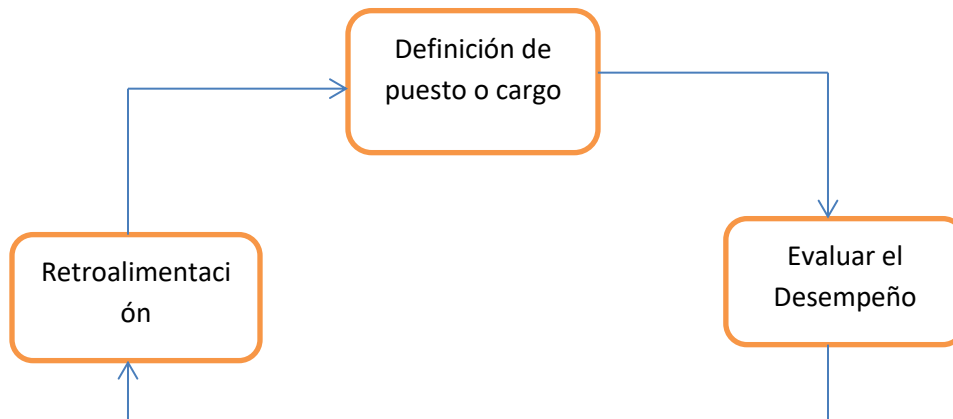 Definición de
puesto o cargo
Evaluar el
Desempeño
Retroalimentaci
ón